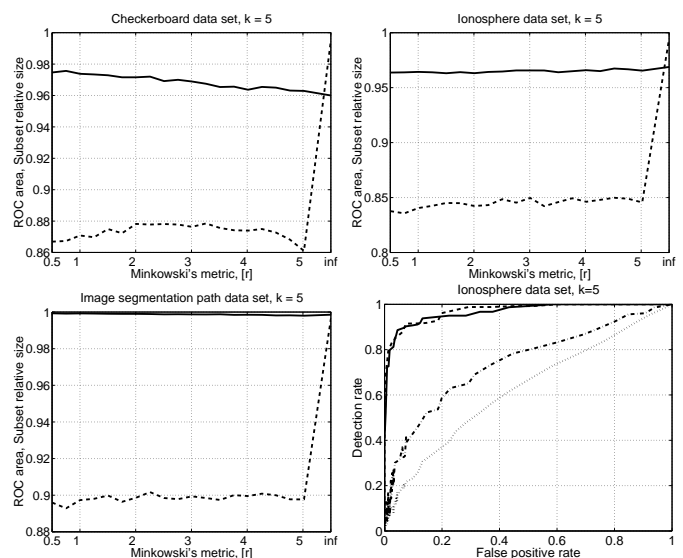 Checkerboard data set, k = 5
1
0.98
0.96
0.94
0.92
0.9
0.88
0.86
ROC area, Subset relative size
0.5 1 2 3 4 5 inf
Minkowski's metric, [r]
Ionosphere data set, k = 5
1
0.95
0.9
0.85
0.8
ROC area, Subset relative size
0.5 1 2 3 4 5 inf
Minkowski's metric, [r]
Image segmentation path data set, k = 5
1
0.98
0.96
0.94
0.92
0.9
0.88
ROC area, Subset relative size
0.5 1 2 3 4 5 inf
Minkowski's metric, [r]
Ionosphere data set, k=5
1
0.8
0.6
0.4
0.2
0
Detection rate
0 0.2 0.4 0.6 0.8 1
False positive rate